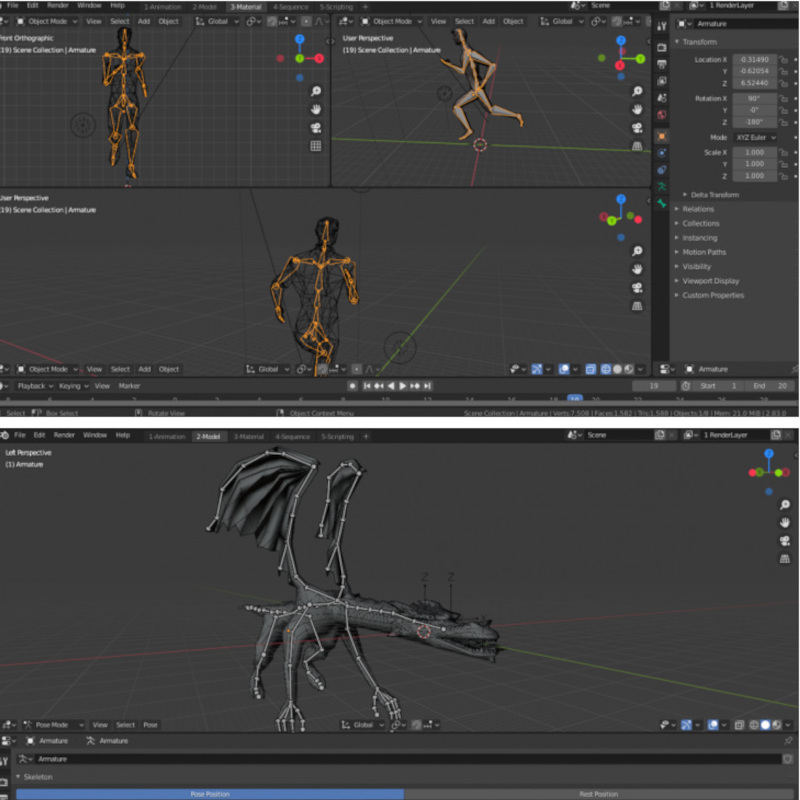 File Render Window Help 1-Animation 2-Model 3-Material 4-Sequence 5-Scripting + Scene 1 RenderLayer
Object Mode View Select Add Object Global
Front Orthographic
(19) Scene Collection | Armature
Object Mode View Select Add Object Global
User Perspective
(19) Scene Collection | Armature
Armature
Transform
Location X -0.31490
Y -0.62054
Z 6.52440
Rotation X 90°
Y -0°
Z -180°
Mode XYZ Euler
Scale X 1.000
Y 1.000
Z 1.000
Delta Transform
Relations
Collections
Instancing
Motion Paths
Visibility
Viewport Display
Custom Properties
User Perspective
(19) Scene Collection | Armature
Object Mode View Select Add Object Global
Armature
Playback Keying View Marker 19 Start 1 End 20
19
Select Box Select Rotate View Object Context Menu Scene Collection | Armature | Verts:7,508 | Faces:1,582 | Tris:1,588 | Objects:1/8 | Mem: 21.0 MiB | 2.83.0
File Edit Render Window Help 1-Animation 2-Model 3-Material 4-Sequence 5-Scripting + Scene 1 RenderLayer
Left Perspective
(1) Armature
Z Z
Pose Mode View Select Pose Global
Armature Armature
Armature
Skeleton
Pose Position Rest Position